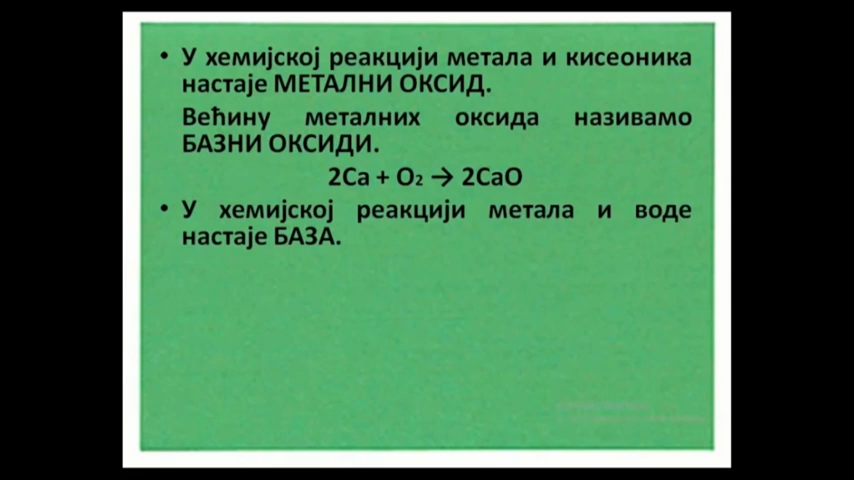 • У хемијској реакцији метала и кисеоника
настаје МЕТАЛНИ ОКСИД.
Већину металних оксида називамо
БАЗНИ ОКСИДИ.
2Ca + O₂ → 2CaO
• У хемијској реакцији метала и воде
настаје БАЗА.